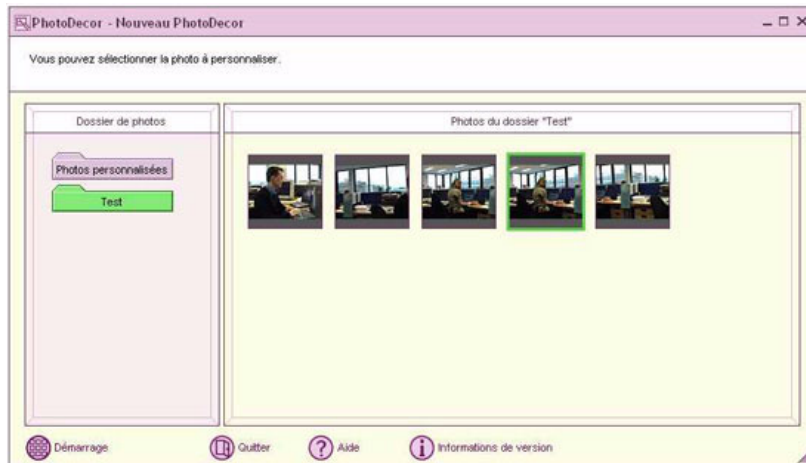 PhotoDecor - Nouveau PhotoDecor
Vous pouvez sélectionner la photo à personnaliser.
Dossier de photos
Photos du dossier "Test"
Photos personnalisées
Test
Démarrage
Quitter
Aide
Informations de version